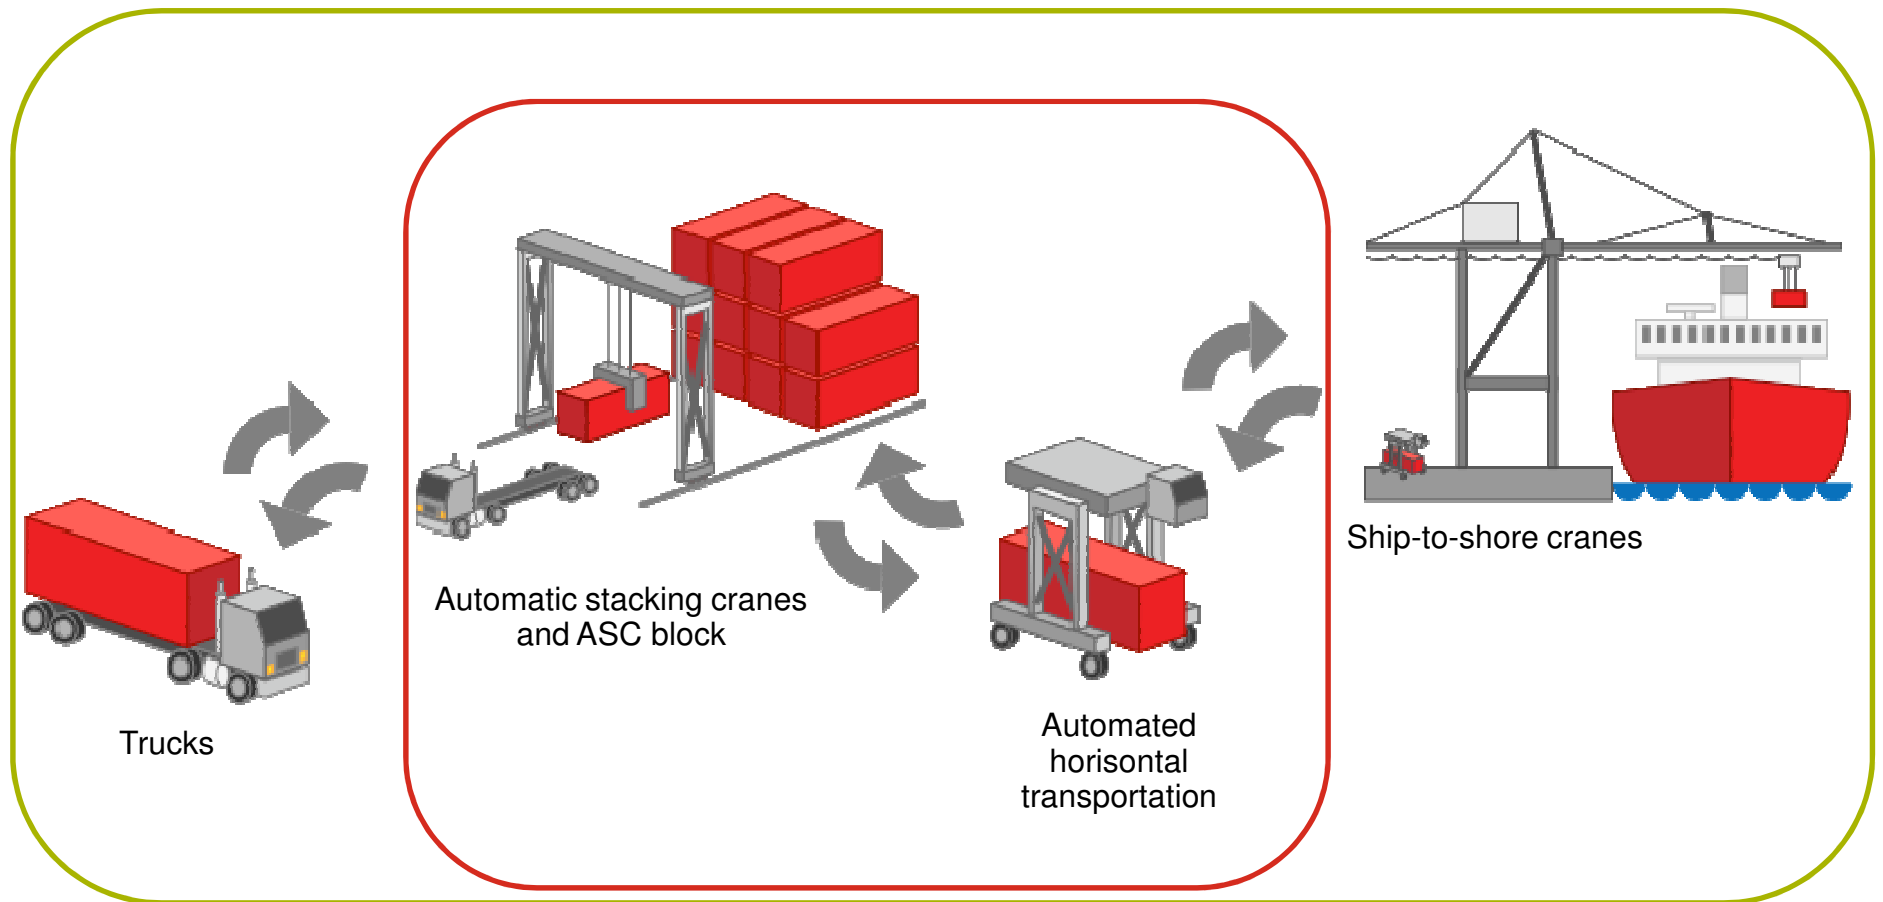 Trucks
Automatic stacking cranes
and ASC block
Automated
horisontal
transportation
Ship-to-shore cranes